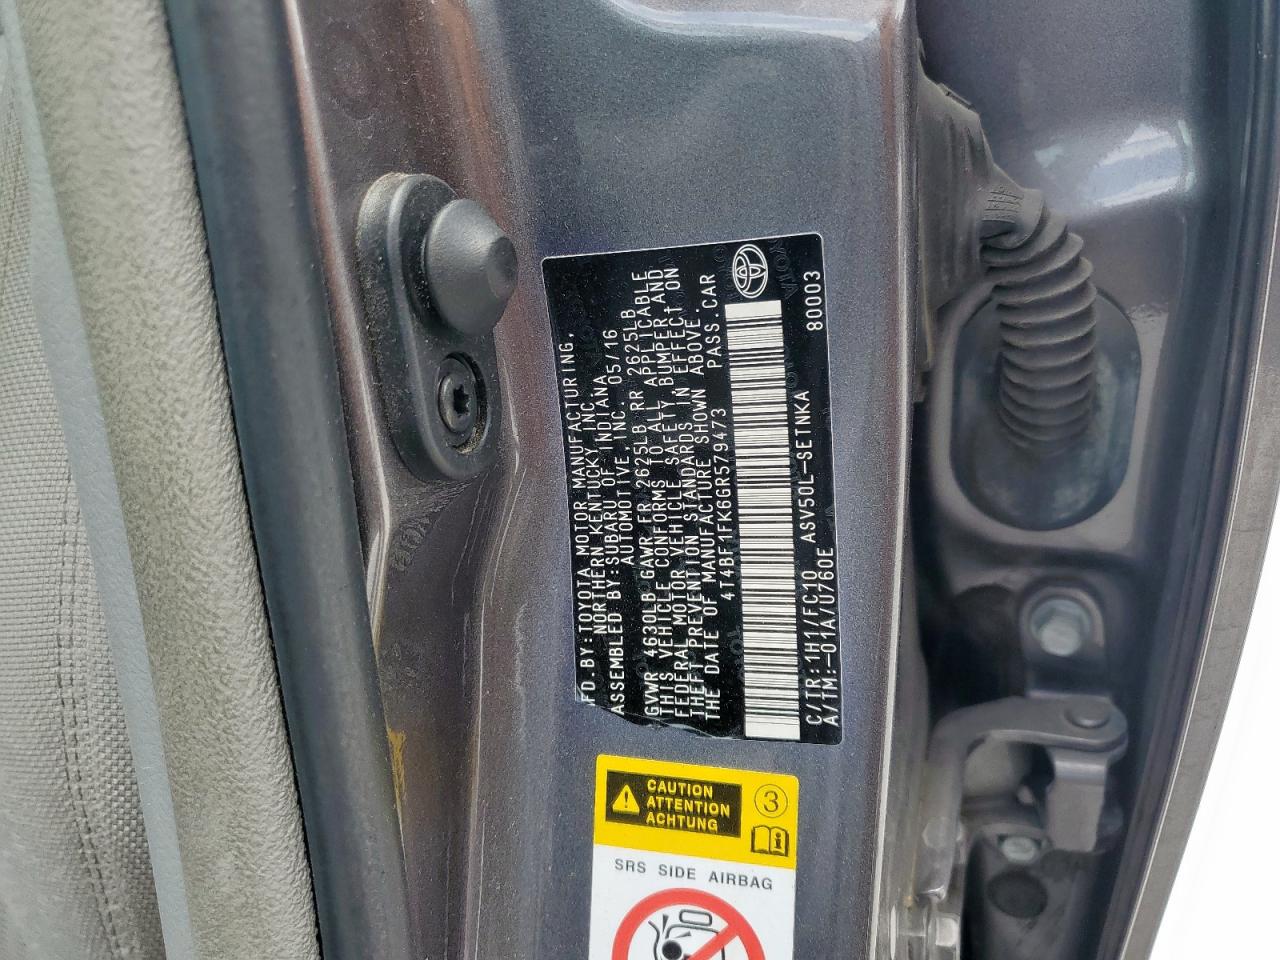 MFD.BY:TOYOTA MOTOR MANUFACTURING,
NORTHERN KENTUCKY,INC.
ASSEMBLED BY:SUBARU OF INDIANA
AUTOMOTIVE,INC. 05/16
GVWR 4630LB GAWR FR 2625LB RR 2625LB
THIS VEHICLE CONFORMS TO ALL APPLICABLE
FEDERAL MOTOR VEHICLE SAFETY, BUMPER, AND
THEFT PREVENTION STANDARDS IN EFFECT ON
THE DATE OF MANUFACTURE SHOWN ABOVE.
4T4BF1FK6GR579473 PASS.CAR
C/TR:1H1/FC10 ASV50L-SETNKA 80003
A/TM:-01A/U760E
CAUTION
ATTENTION
ACHTUNG
3
SRS SIDE AIRBAG